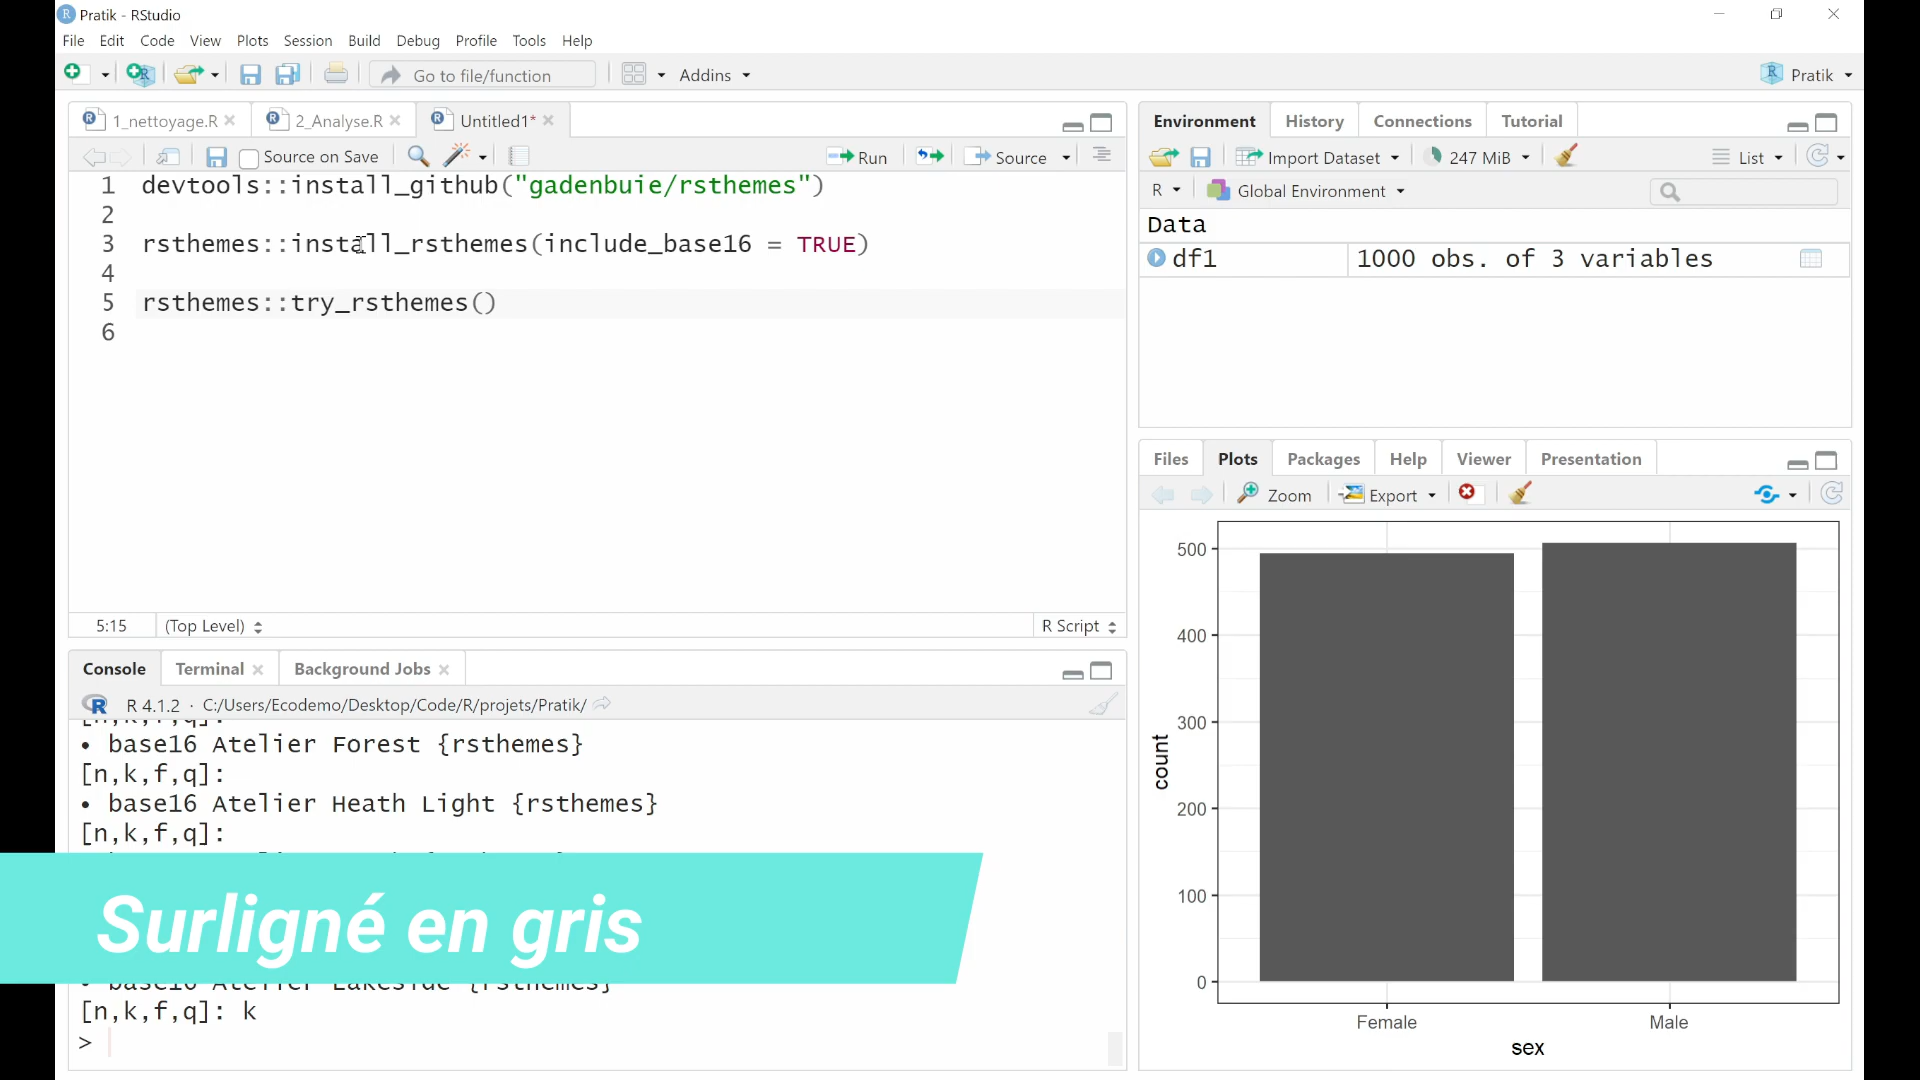 Pratik - RStudio
File Edit Code View Plots Session Build Debug Profile Tools Help
Go to file/function
Addins
Pratik
1_nettoyage.R
2_Analyse.R
Untitled1*
Source on Save
Run
Source
1 devtools::install_github("gadenbuie/rsthemes")
2
3 rsthemes::install_rsthemes(include_base16 = TRUE)
4
5 rsthemes::try_rsthemes()
6
5:15 (Top Level)
R Script
Console Terminal Background Jobs
R 4.1.2 · C:/Users/Ecodemo/Desktop/Code/R/projets/Pratik/
[n,k,f,q]:
• base16 Atelier Forest {rsthemes}
[n,k,f,q]:
• base16 Atelier Heath Light {rsthemes}
[n,k,f,q]:
Surligné en gris
• base16 Atelier Lakeside {rsthemes}
[n,k,f,q]: k
>
Environment History Connections Tutorial
Import Dataset
247 MiB
List
R Global Environment
Data
df1 1000 obs. of 3 variables
Files Plots Packages Help Viewer Presentation
Zoom Export
500
400
300
200
100
0
count
Female Male
sex